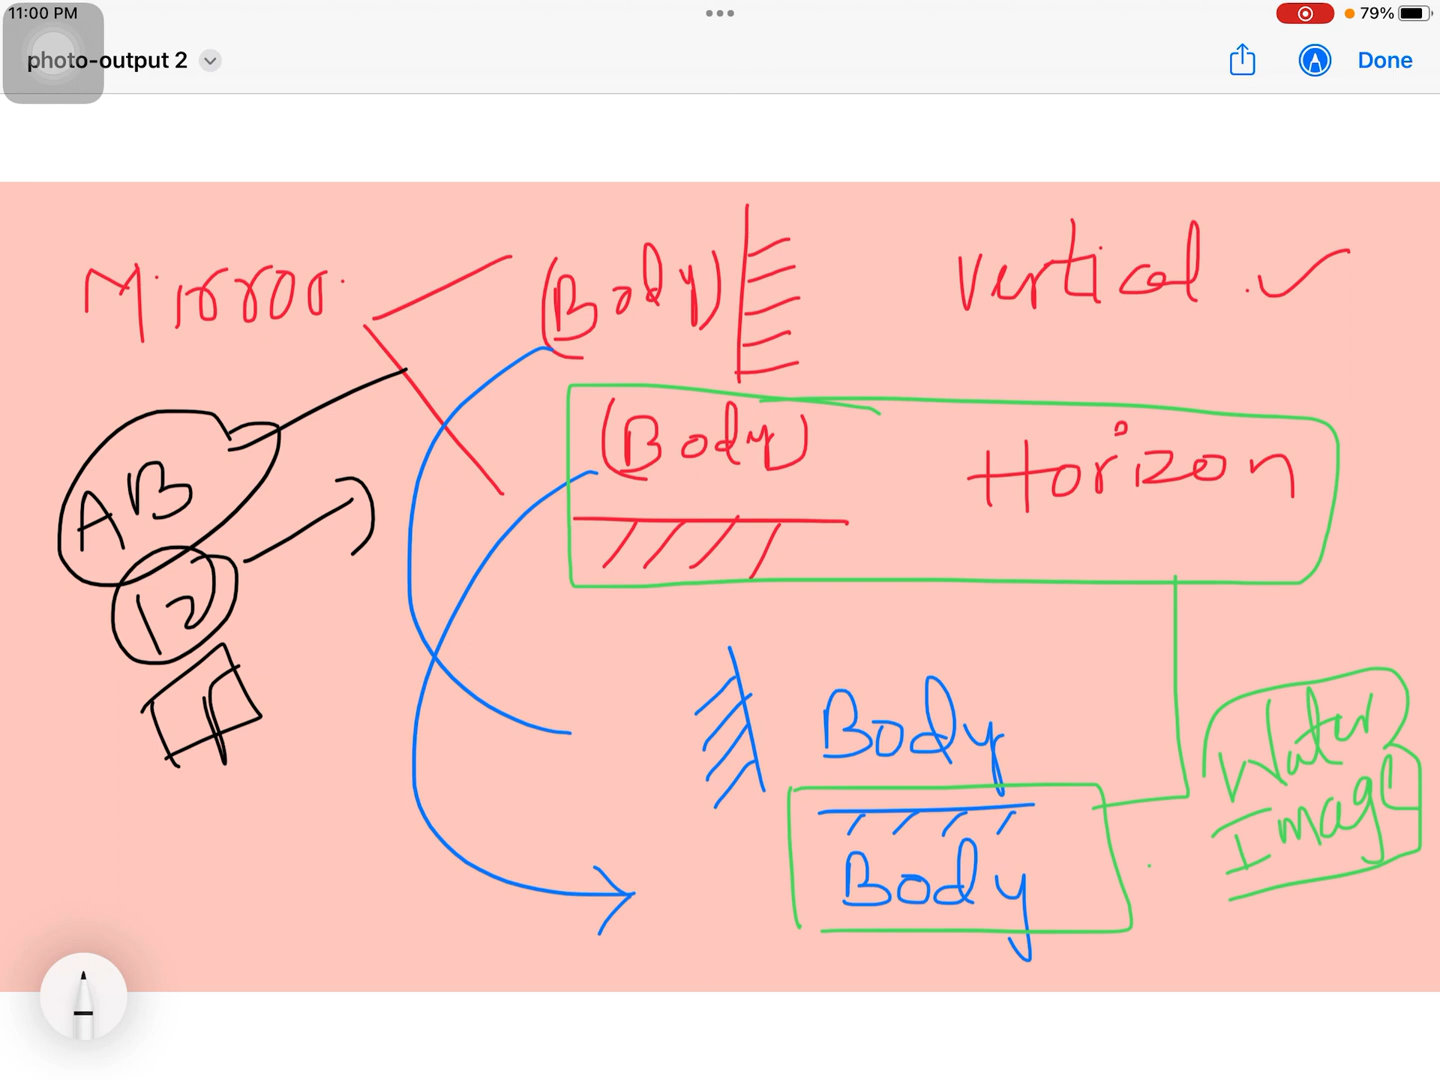 11:00 PM
79%
photo-output 2
Done
Mirror.
(Body)
Vertical.
(Body)
Horizon
AB
12
Body
Water
Image
Body